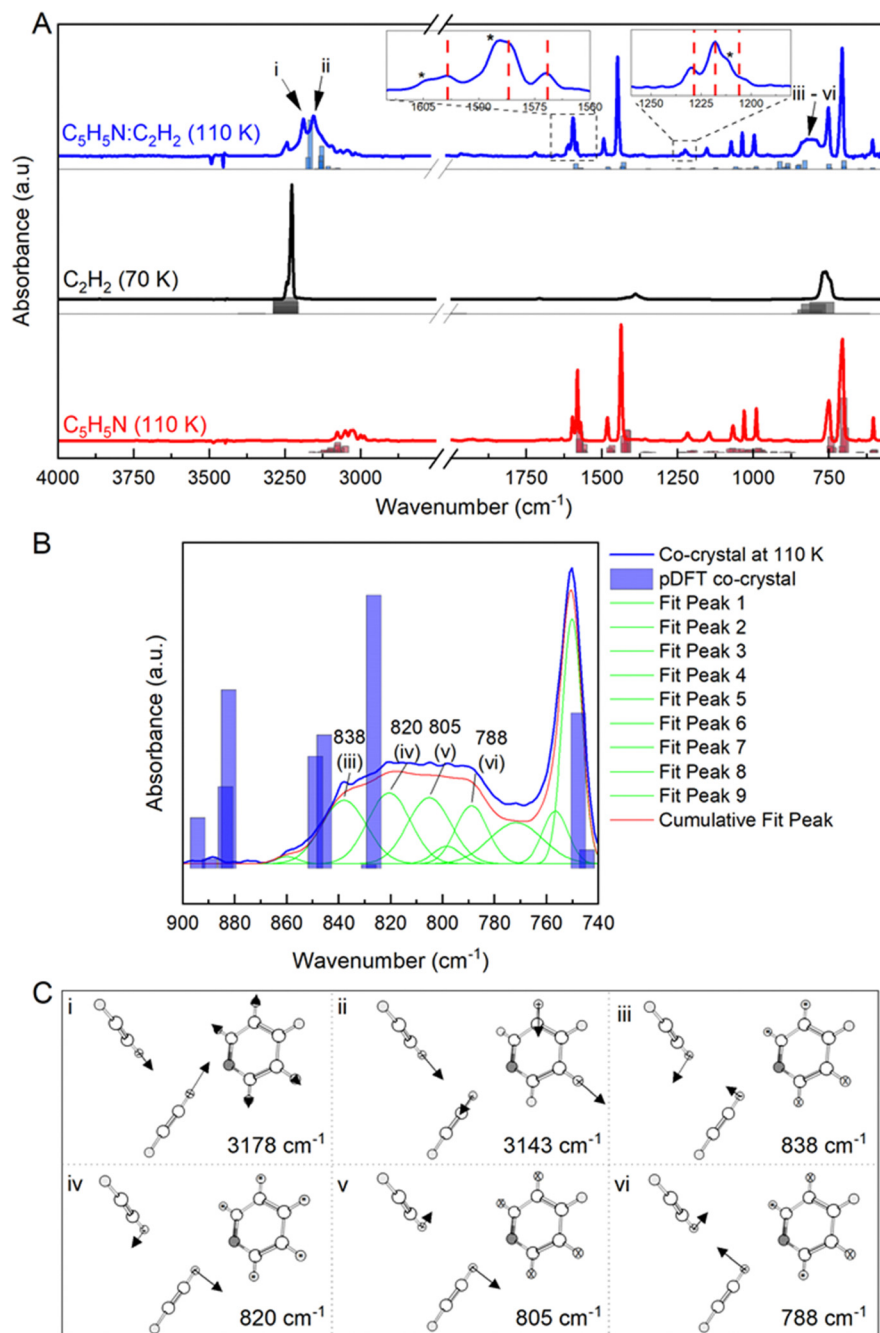 A
Absorbance (a.u)
i
ii
*
*
1605
1590
1575
1560
*
1250
1225
1200
iii - vi
C5H5N:C2H2 (110 K)
C2H2 (70 K)
C5H5N (110 K)
4000
3750
3500
3250
3000
1750
1500
1250
1000
750
Wavenumber (cm-1)
B
Absorbance (a.u.)
838
(iii)
820
(iv)
805
(v)
788
(vi)
900
880
860
840
820
800
780
760
740
Wavenumber (cm-1)
Co-crystal at 110 K
pDFT co-crystal
Fit Peak 1
Fit Peak 2
Fit Peak 3
Fit Peak 4
Fit Peak 5
Fit Peak 6
Fit Peak 7
Fit Peak 8
Fit Peak 9
Cumulative Fit Peak
C
i
3178 cm-1
ii
3143 cm-1
iii
838 cm-1
iv
820 cm-1
v
805 cm-1
vi
788 cm-1